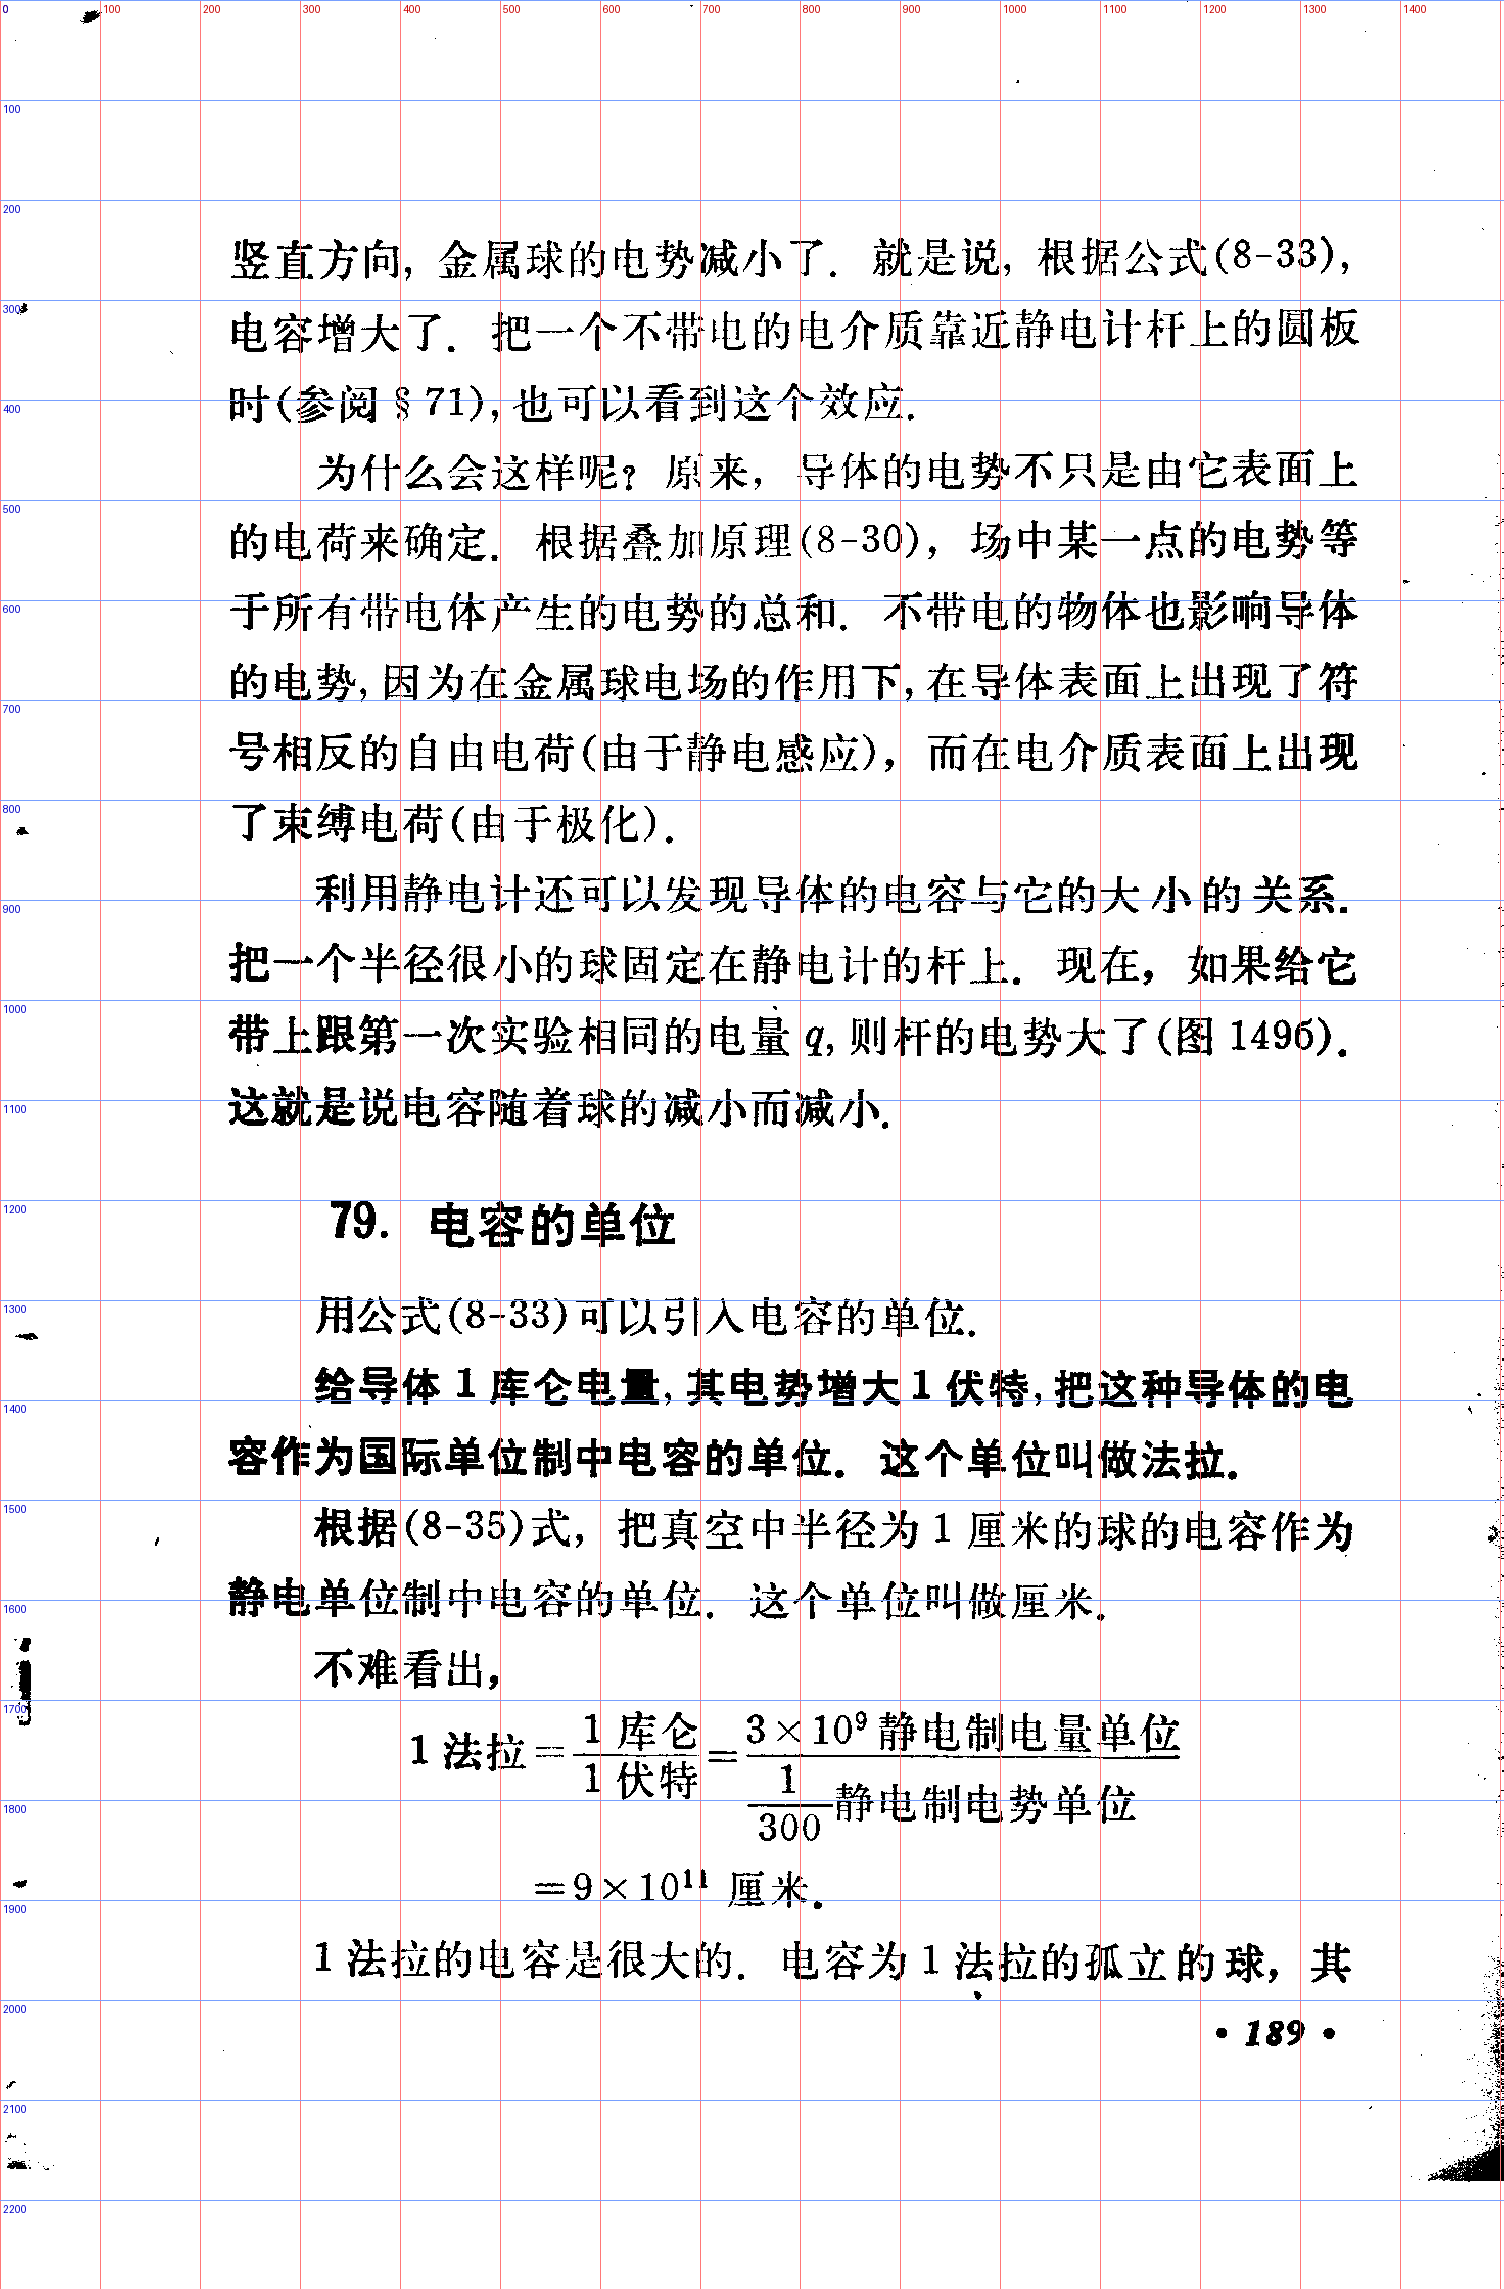 竖直方向, 金属球的电势减小了. 就是说, 根据公式(8-33),
电容增大了. 把一个不带电的电介质靠近静电计杆上的圆板
时(参阅§71), 也可以看到这个效应.
为什么会这样呢? 原来, 导体的电势不只是由它表面上
的电荷来确定. 根据叠加原理(8-30), 场中某一点的电势等
于所有带电体产生的电势的总和. 不带电的物体也影响导体
的电势, 因为在金属球电场的作用下, 在导体表面上出现了符
号相反的自由电荷(由于静电感应), 而在电介质表面上出现
了束缚电荷(由于极化).
利用静电计还可以发现导体的电容与它的大小的关系.
把一个半径很小的球固定在静电计的杆上. 现在, 如果给它
带上跟第一次实验相同的电量 q, 则杆的电势大了(图 149б).
这就是说电容随着球的减小而减小.
79. 电容的单位
用公式(8-33)可以引入电容的单位.
给导体 1 库仑电量, 其电势增大 1 伏特, 把这种导体的电
容作为国际单位制中电容的单位. 这个单位叫做法拉.
根据(8-35)式, 把真空中半径为 1 厘米的球的电容作为
静电单位制中电容的单位. 这个单位叫做厘米.
不难看出,
1 法拉 = 1 库仑 / 1 伏特 = 3×10⁹ 静电制电量单位 / 1/300 静电制电势单位
=9×10¹¹ 厘米.
1 法拉的电容是很大的. 电容为 1 法拉的孤立的球, 其
• 189 •